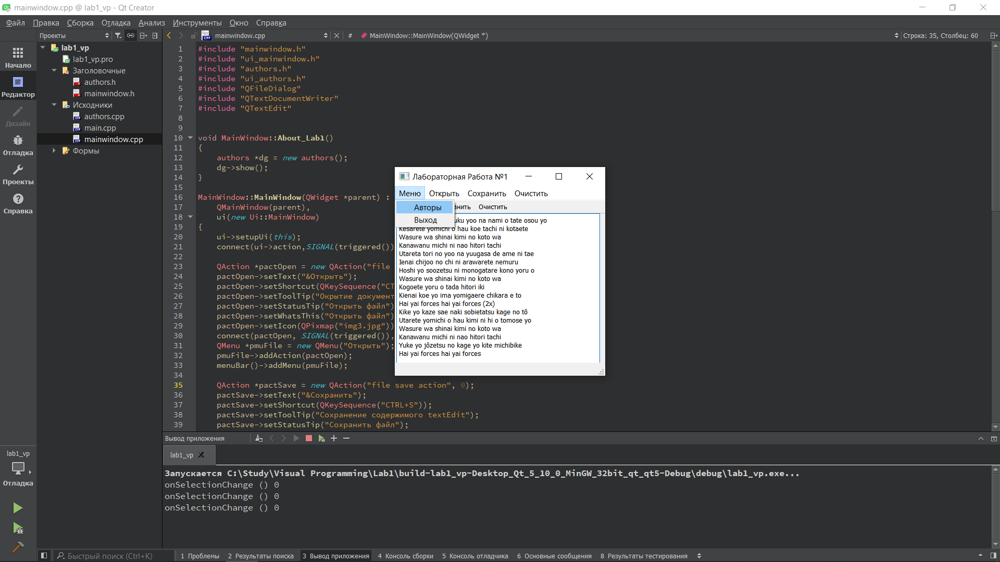 mainwindow.cpp @ lab1_vp - Qt Creator
Файл Правка Сборка Отладка Анализ Инструменты Окно Справка
Проекты
mainwindow.cpp # MainWindow::MainWindow(QWidget *) Строка: 35, Столбец: 60
Начало
Редактор
Дизайн
Отладка
Проекты
Справка
lab1_vp
lab1_vp.pro
Заголовочные
authors.h
mainwindow.h
Исходники
authors.cpp
main.cpp
mainwindow.cpp
Формы
1 #include "mainwindow.h"
2 #include "ui_mainwindow.h"
3 #include "authors.h"
4 #include "ui_authors.h"
5 #include "QFileDialog"
6 #include "QTextDocumentWriter"
7 #include "QTextEdit"
8
9
10 void MainWindow::About_Lab1()
11 {
12 authors *dg = new authors();
13 dg->show();
14 }
15
16 MainWindow::MainWindow(QWidget *parent) :
17 QMainWindow(parent),
18 ui(new Ui::MainWindow)
19 {
20 ui->setupUi(this);
21 connect(ui->action,SIGNAL(triggered())
22
23 QAction *pactOpen = new QAction("file
24 pactOpen->setText("&Открыть");
25 pactOpen->setShortcut(QKeySequence("CT
26 pactOpen->setToolTip("Окрытие документ
27 pactOpen->setStatusTip("Открыть файл")
28 pactOpen->setWhatsThis("Открыть файл")
29 pactOpen->setIcon(QPixmap("img3.jpg"))
30 connect(pactOpen, SIGNAL(triggered()),
31 QMenu *pmuFile = new QMenu("Открыть");
32 pmuFile->addAction(pactOpen);
33 menuBar()->addMenu(pmuFile);
34
35 QAction *pactSave = new QAction("file save action", 0);
36 pactSave->setText("&Сохранить");
37 pactSave->setShortcut(QKeySequence("CTRL+S"));
38 pactSave->setToolTip("Сохранение содержимого textEdit");
39 pactSave->setStatusTip("Сохранить файл");
Лабораторная Работа №1
Меню Открыть Сохранить Очистить
Авторы
Выход
анить Очистить
uku yoo na nami o tate osou yo
Kesarete yomichi o hau koe tachi ni kotaete
Wasure wa shinai kimi no koto wa
Kanawanu michi ni nao hitori tachi
Utareta tori no yoo na yuugasa de ame ni tae
Ienai chijoo no chi ni arawarete nemuru
Hoshi yo soozetsu ni monogatare kono yoru o
Wasure wa shinai kimi no koto wa
Kogoete yoru o tada hitori iki
Kienai koe yo ima yomigaere chikara e to
Hai yai forces hai yai forces (2x)
Kike yo kaze sae naki sobietatsu kage no tô
Utarete yomichi o hau kimi ni hi o tomose yo
Wasure wa shinai kimi no koto wa
Kanawanu michi ni nao hitori tachi
Yuke yo jôzetsu no kage yo kite michibike
Hai yai forces hai yai forces
Вывод приложения
lab1_vp
Запускается C:\Study\Visual Programming\Lab1\build-lab1_vp-Desktop_Qt_5_10_0_MinGW_32bit_qt_qt5-Debug\debug\lab1_vp.exe...
onSelectionChange () 0
onSelectionChange () 0
onSelectionChange () 0
lab1_vp
Отладка
Быстрый поиск (Ctrl+K)
1 Проблемы 2 Результаты поиска 3 Вывод приложения 4 Консоль сборки 5 Консоль отладчика 6 Основные сообщения 8 Результаты тестирования